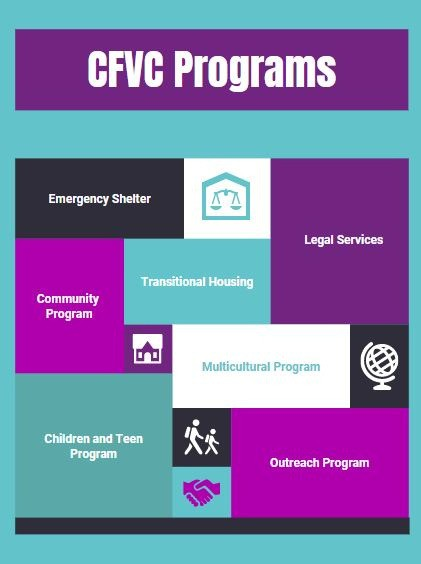 CFVC Programs
Emergency Shelter
Legal Services
Transitional Housing
Community
Program
Multicultural Program
Children and Teen
Program
Outreach Program